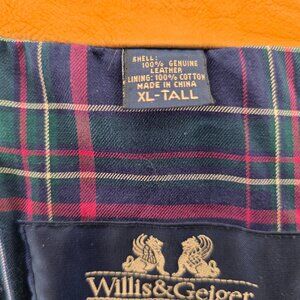 SHELL:
100% GENUINE
LEATHER
LINING: 100% COTTON
MADE IN CHINA
XL-TALL
Willis&Geiger